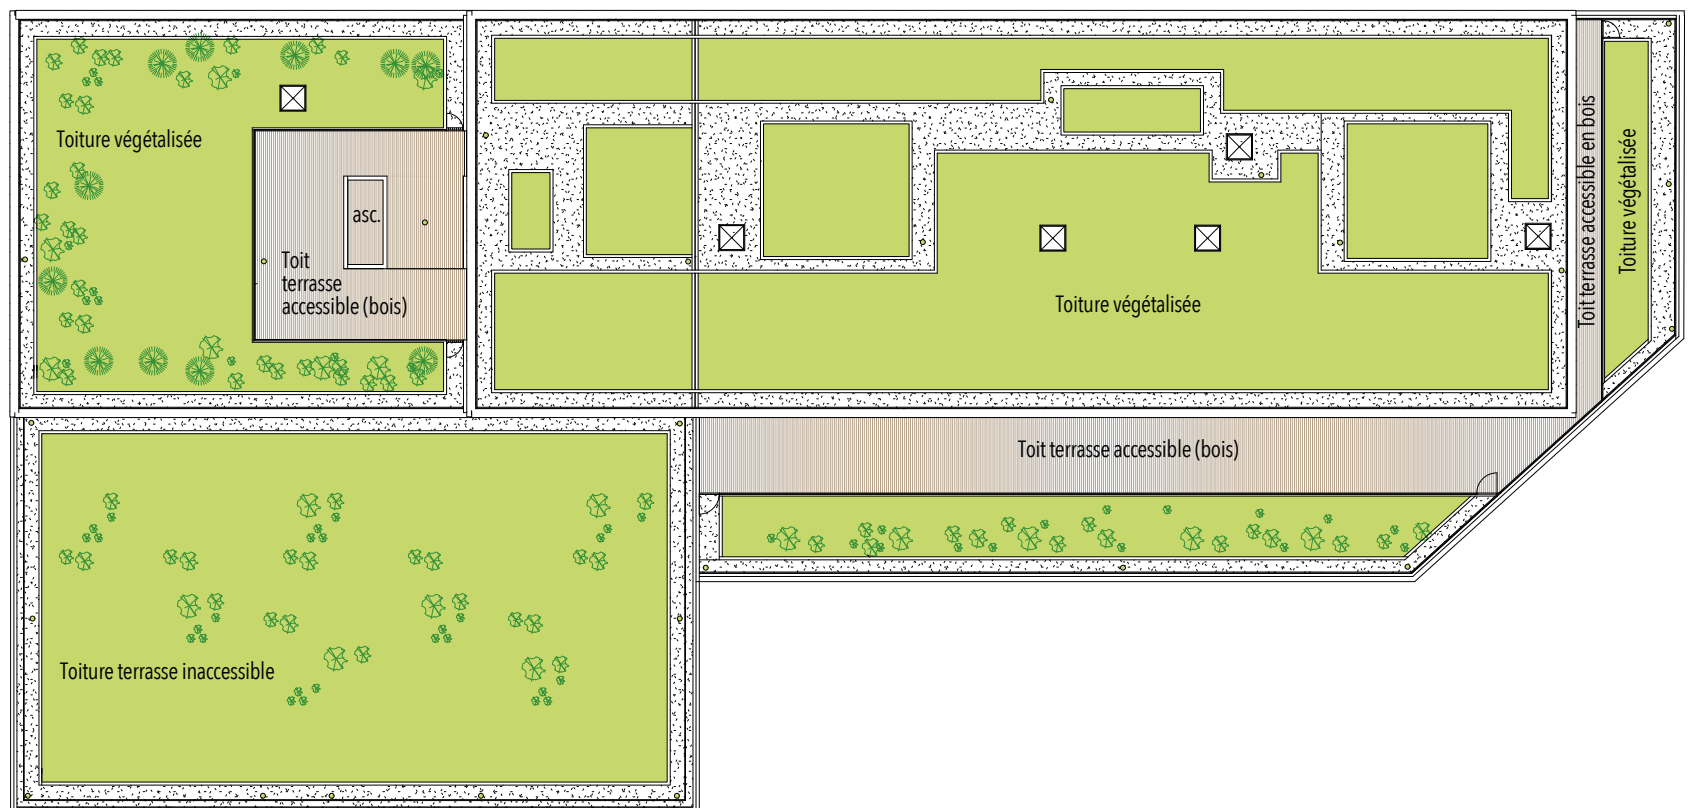 Toiture végétalisée
asc.
Toit
terrasse
accessible (bois)
Toiture végétalisée
Toit terrasse accessible en bois
Toiture végétalisée
Toit terrasse accessible (bois)
Toiture terrasse inaccessible